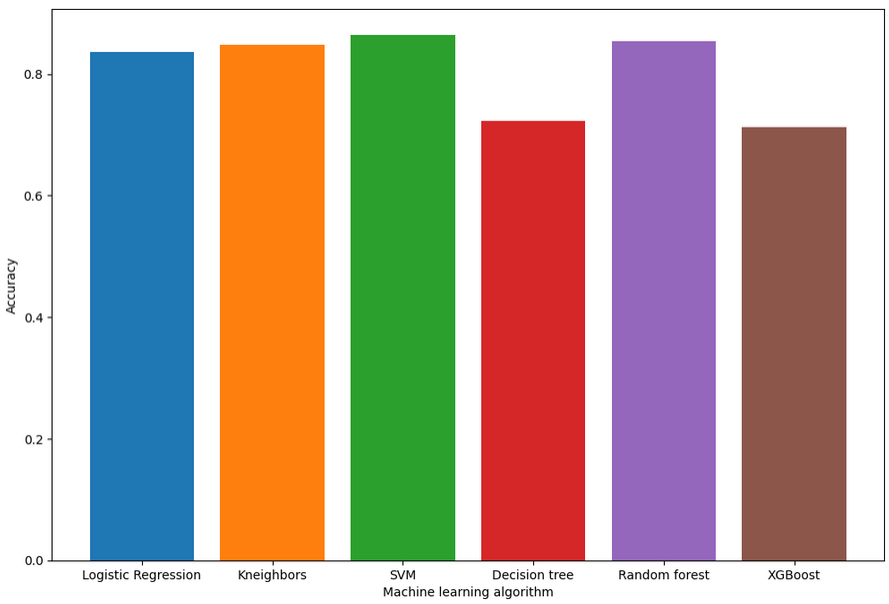 Accuracy
0.8
0.6
0.4
0.2
0.0
Logistic Regression
Kneighbors
SVM
Decision tree
Random forest
XGBoost
Machine learning algorithm